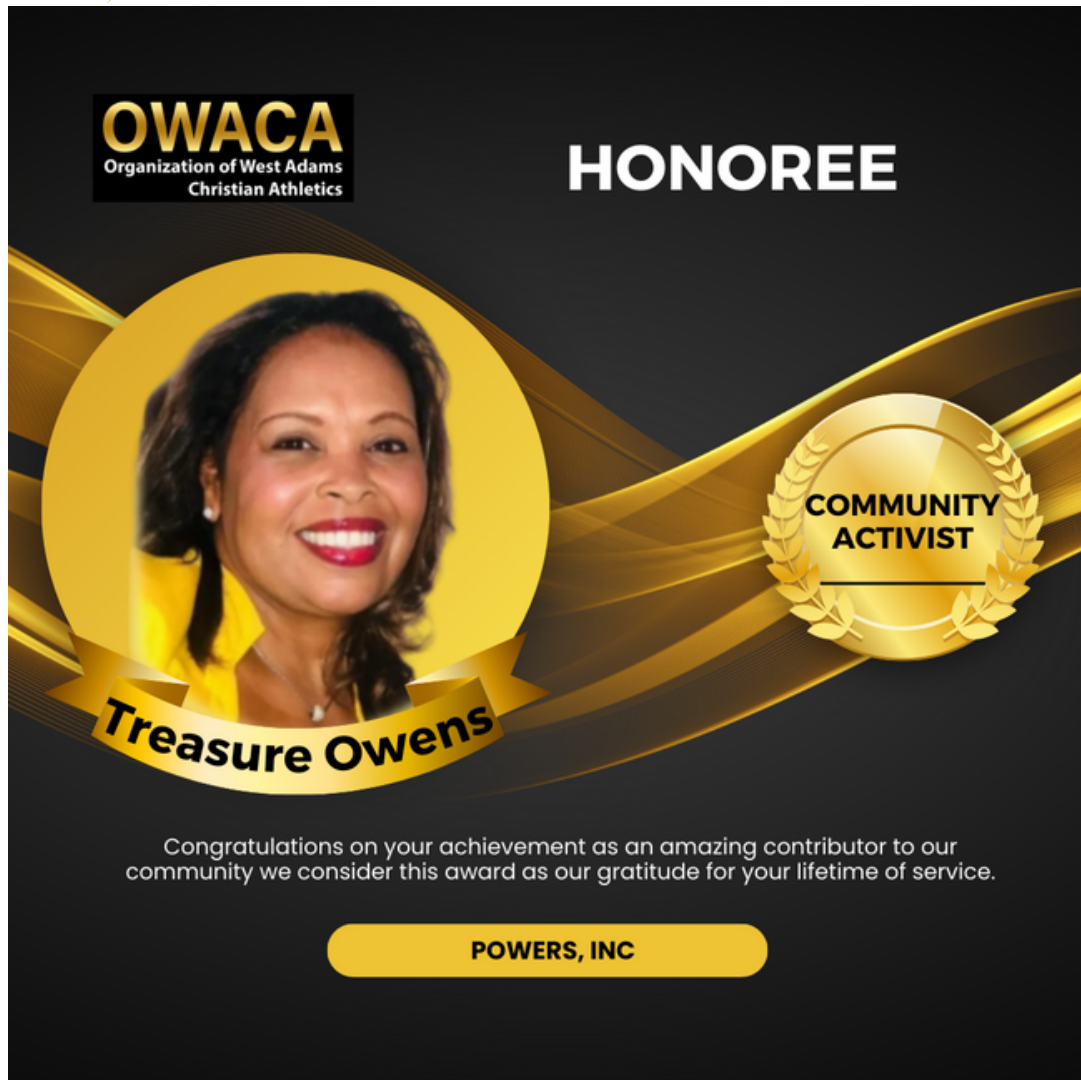 OWACA
Organization of West Adams
Christian Athletics
HONOREE
COMMUNITY
ACTIVIST
Treasure Owens
Congratulations on your achievement as an amazing contributor to our
community we consider this award as our gratitude for your lifetime of service.
POWERS, INC